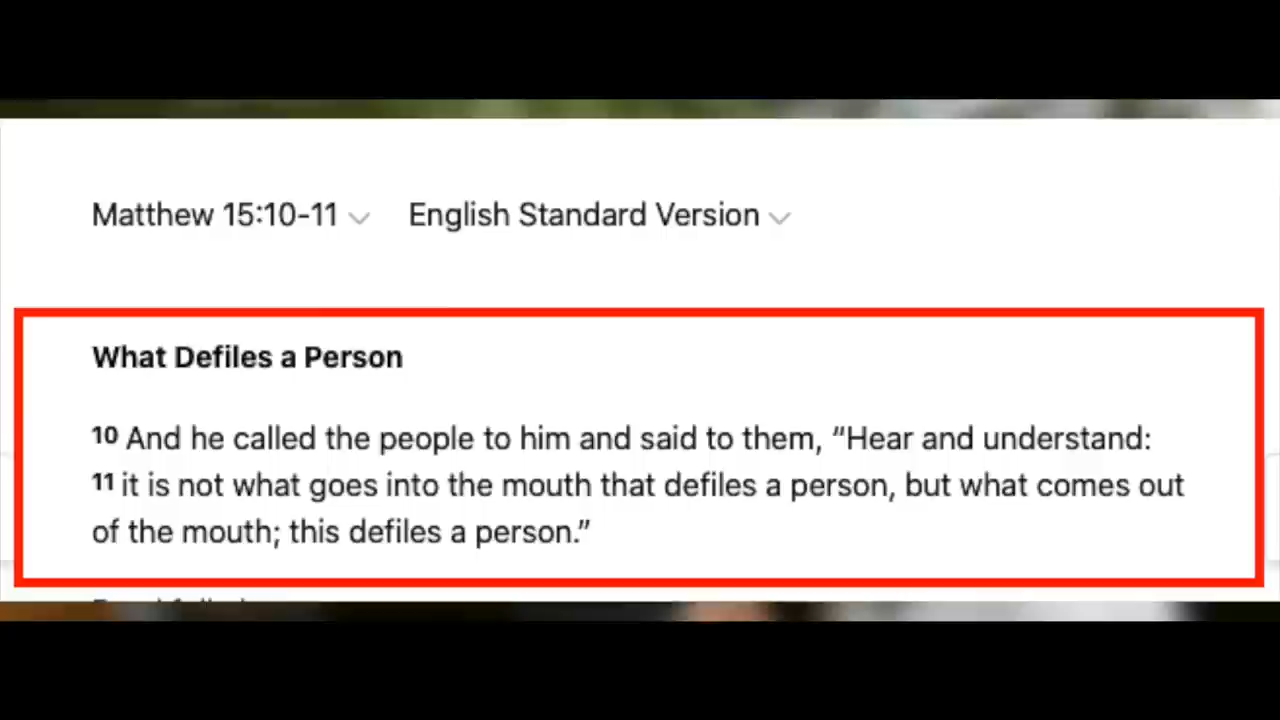 Matthew 15:10-11 English Standard Version
What Defiles a Person
10 And he called the people to him and said to them, “Hear and understand:
11 it is not what goes into the mouth that defiles a person, but what comes out
of the mouth; this defiles a person.”